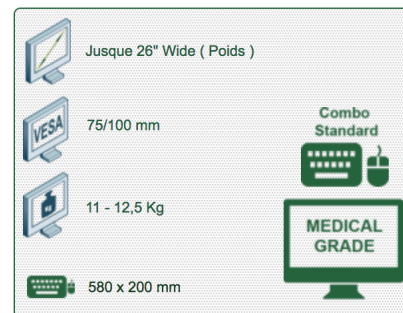 Jusque 26" Wide ( Poids )
VESA
75/100 mm
Combo
Standard
KG
11 - 12,5 Kg
MEDICAL
GRADE
580 x 200 mm